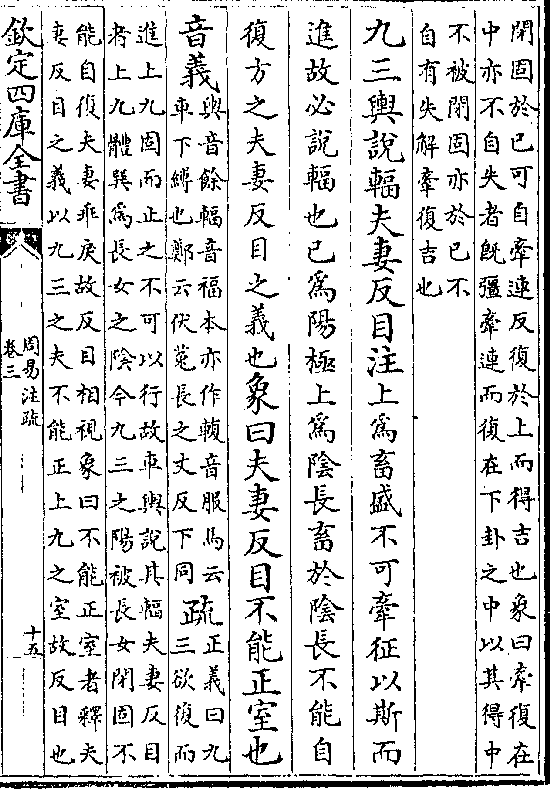 閉固於己可自牽連反復於上而得吉也象曰牽復在
中亦不自失者既彊牽連而復在下卦之中以其得中
不被閉固亦於己不
自有失解牽復吉也
九三輿說輻夫妻反目注上為畜盛不可牽征以斯而
進故必說輻也已為陽極上為陰長畜於陰長不能自
復方之夫妻反目之義也象曰夫妻反目不能正室也
音義輿音餘輻音福本亦作輹音服馬云
車下縛也鄭云伏菟長之丈反下同
疏正義曰九
三欲復而
進上九固而止之不可以行故車輿說其輻夫妻反目
者上九體巽為長女之陰今九三之陽被長女閉固不
能自復夫妻乖戾故反目相視象曰不能正室者釋夫
妻反目之義以九三之夫不能正上九之室故反目也
欽定四庫全書
周易注疏
卷三
十五